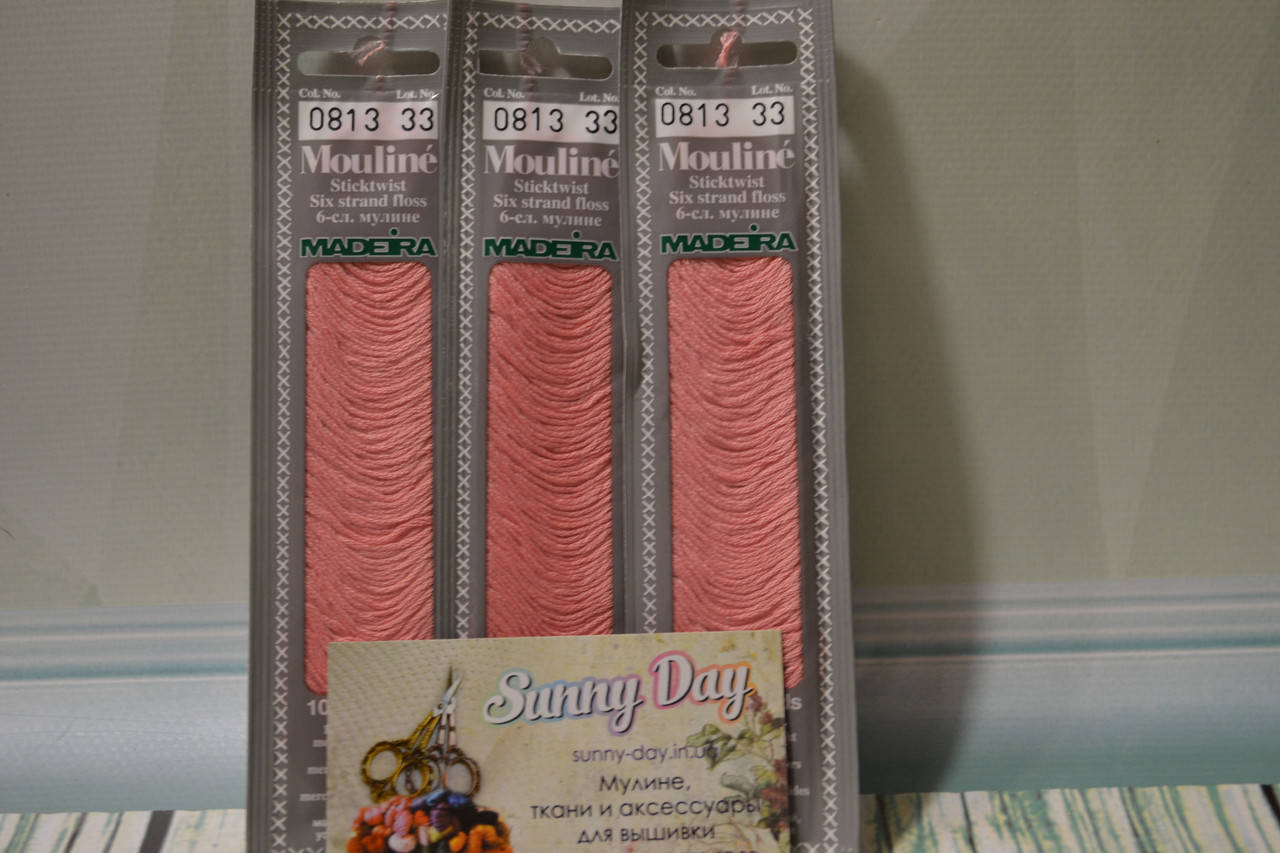 Col. No. Lot. No.
0813 33
Mouliné
Sticktwist
Six strand floss
6-сл. мулине
MADEIRA
Col. No. Lot. No.
0813 33
Mouliné
Sticktwist
Six strand floss
6-сл. мулине
MADEIRA
Col. No. Lot. No.
0813 33
Mouliné
Sticktwist
Six strand floss
6-сл. мулине
MADEIRA
10
Sunny Day
sunny-day.in.ua
Мулине,
ткани и аксессуары
для вышивки